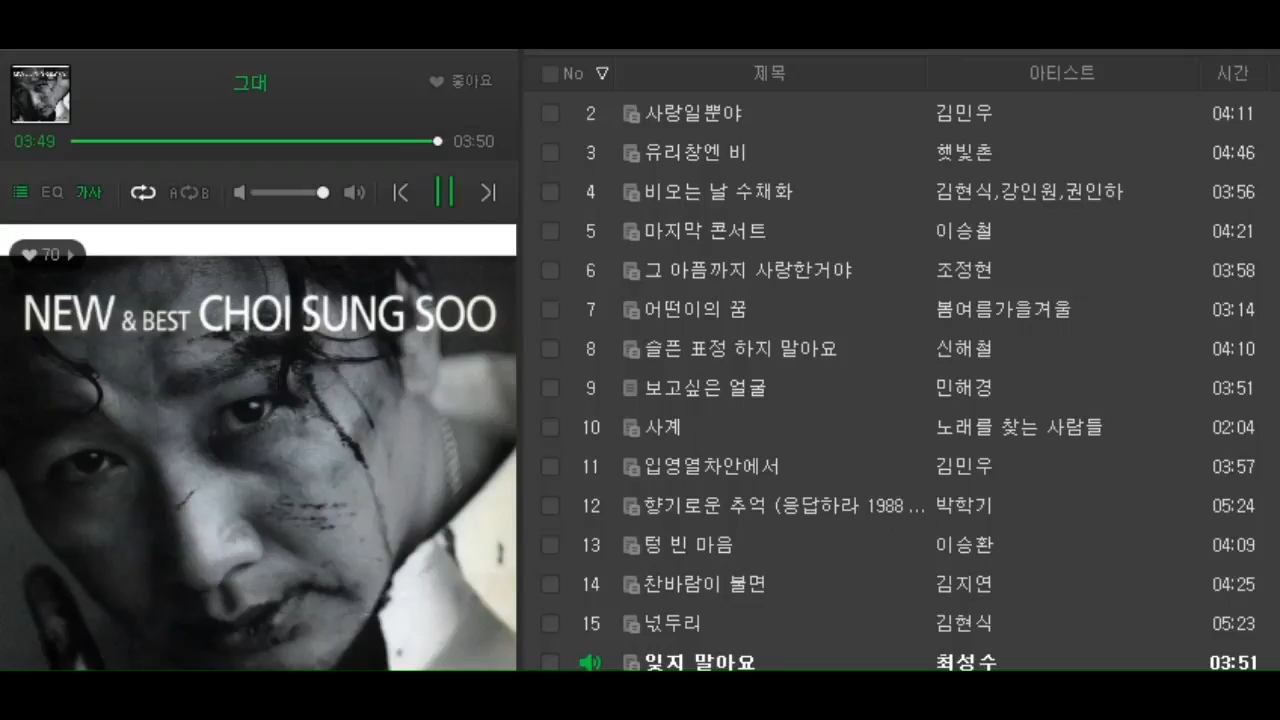 그대
좋아요
03:49
03:50
EQ 가사
A B
70
NEW & BEST CHOI SUNG SOO
No 제목 아티스트 시간
2 사랑일뿐야 김민우 04:11
3 유리창엔 비 햇빛촌 04:46
4 비오는 날 수채화 김현식,강인원,권인하 03:56
5 마지막 콘서트 이승철 04:21
6 그 아픔까지 사랑한거야 조정현 03:58
7 어떤이의 꿈 봄여름가을겨울 03:14
8 슬픈 표정 하지 말아요 신해철 04:10
9 보고싶은 얼굴 민해경 03:51
10 사계 노래를 찾는 사람들 02:04
11 입영열차안에서 김민우 03:57
12 향기로운 추억 (응답하라 1988 ... 박학기 05:24
13 텅 빈 마음 이승환 04:09
14 찬바람이 불면 김지연 04:25
15 넋두리 김현식 05:23
잊지 말아요 최성수 03:51